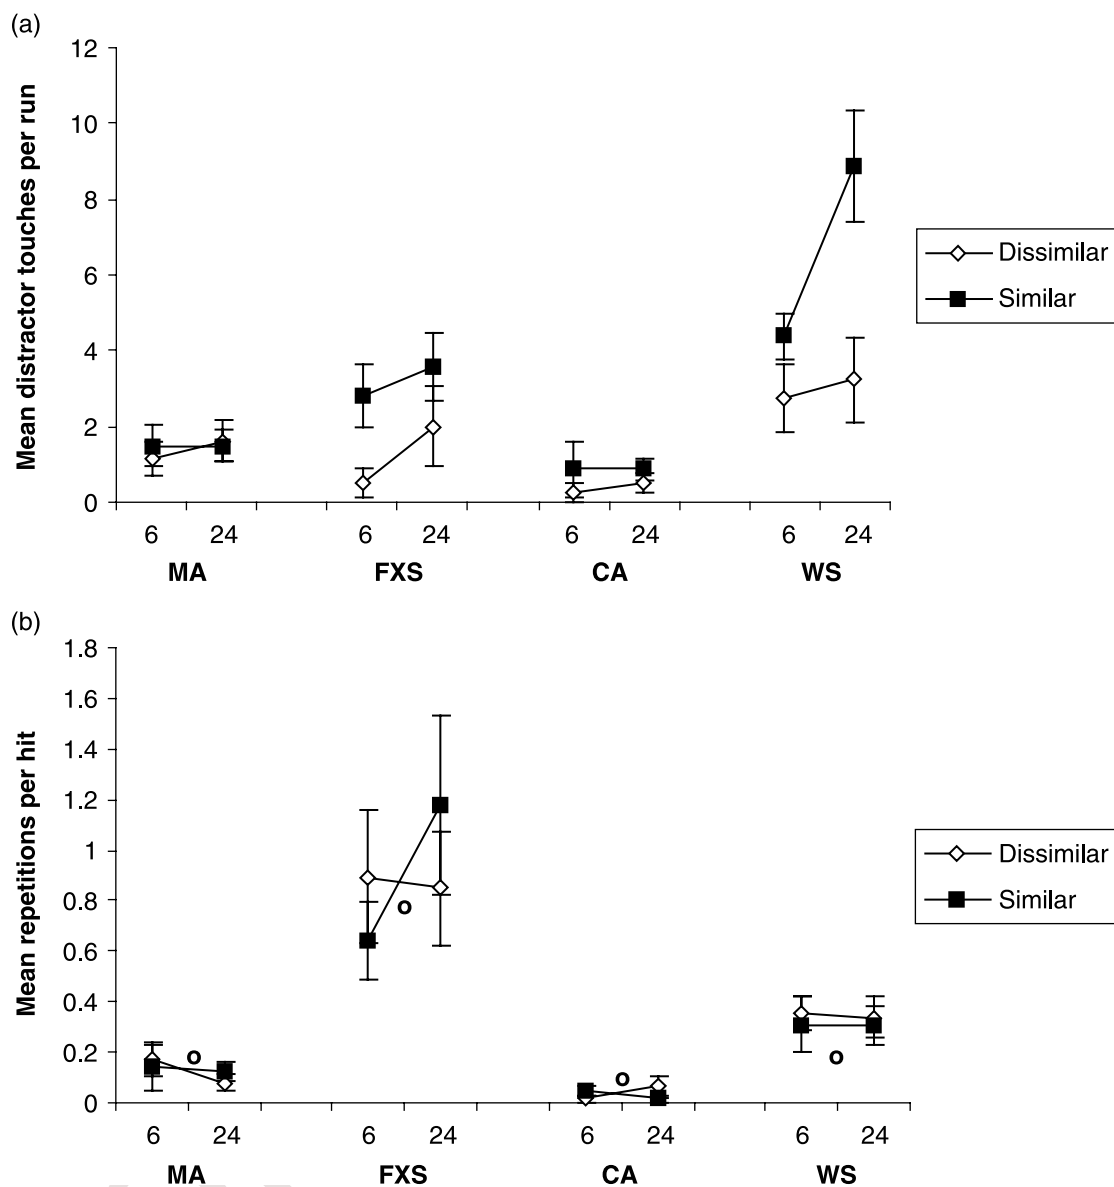 (a)
Mean distractor touches per run
12
10
8
6
4
2
0
6 24 6 24 6 24 6 24
MA FXS CA WS
Dissimilar
Similar
(b)
Mean repetitions per hit
1.8
1.6
1.4
1.2
1
0.8
0.6
0.4
0.2
0
o o o o
6 24 6 24 6 24 6 24
MA FXS CA WS
Dissimilar
Similar